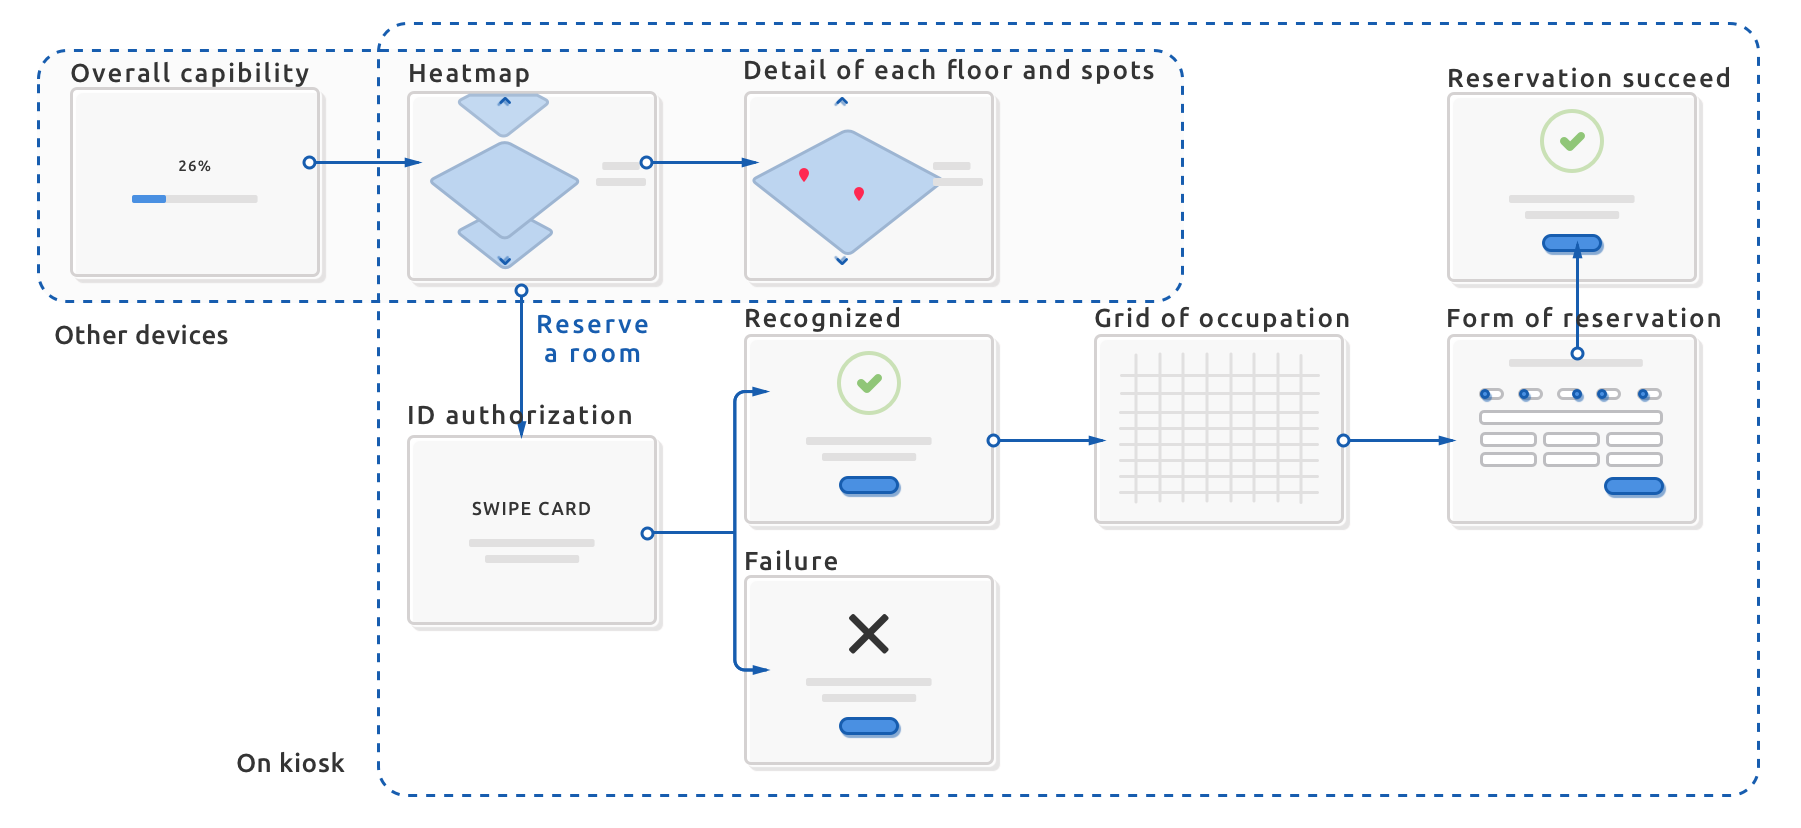 Overall capibility
Heatmap
Detail of each floor and spots
Reservation succeed
26%
Other devices
Reserve
a room
Recognized
Grid of occupation
Form of reservation
ID authorization
SWIPE CARD
Failure
On kiosk